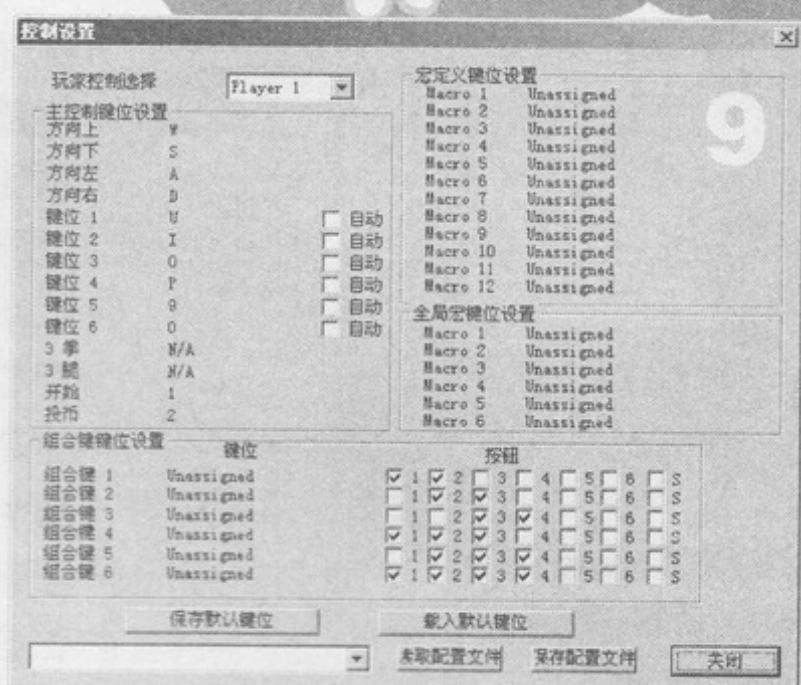 控制设置
玩家控制选择 Player 1
主控制键位设置
方向上 W
方向下 S
方向左 A
方向右 D
键位 1 U 自动
键位 2 I 自动
键位 3 O 自动
键位 4 P 自动
键位 5 9 自动
键位 6 0 自动
3 拳 N/A
3 腿 N/A
开始 1
投币 2
宏定义键位设置
Macro 1 Unassigned
Macro 2 Unassigned
Macro 3 Unassigned
Macro 4 Unassigned
Macro 5 Unassigned
Macro 6 Unassigned
Macro 7 Unassigned
Macro 8 Unassigned
Macro 9 Unassigned
Macro 10 Unassigned
Macro 11 Unassigned
Macro 12 Unassigned
9
全局宏键位设置
Macro 1 Unassigned
Macro 2 Unassigned
Macro 3 Unassigned
Macro 4 Unassigned
Macro 5 Unassigned
Macro 6 Unassigned
组合键键位设置
键位 按钮
组合键 1 Unassigned 1 2 3 4 5 6 S
组合键 2 Unassigned 1 2 3 4 5 6 S
组合键 3 Unassigned 1 2 3 4 5 6 S
组合键 4 Unassigned 1 2 3 4 5 6 S
组合键 5 Unassigned 1 2 3 4 5 6 S
组合键 6 Unassigned 1 2 3 4 5 6 S
保存默认键位 载入默认键位
读取配置文件 保存配置文件 关闭